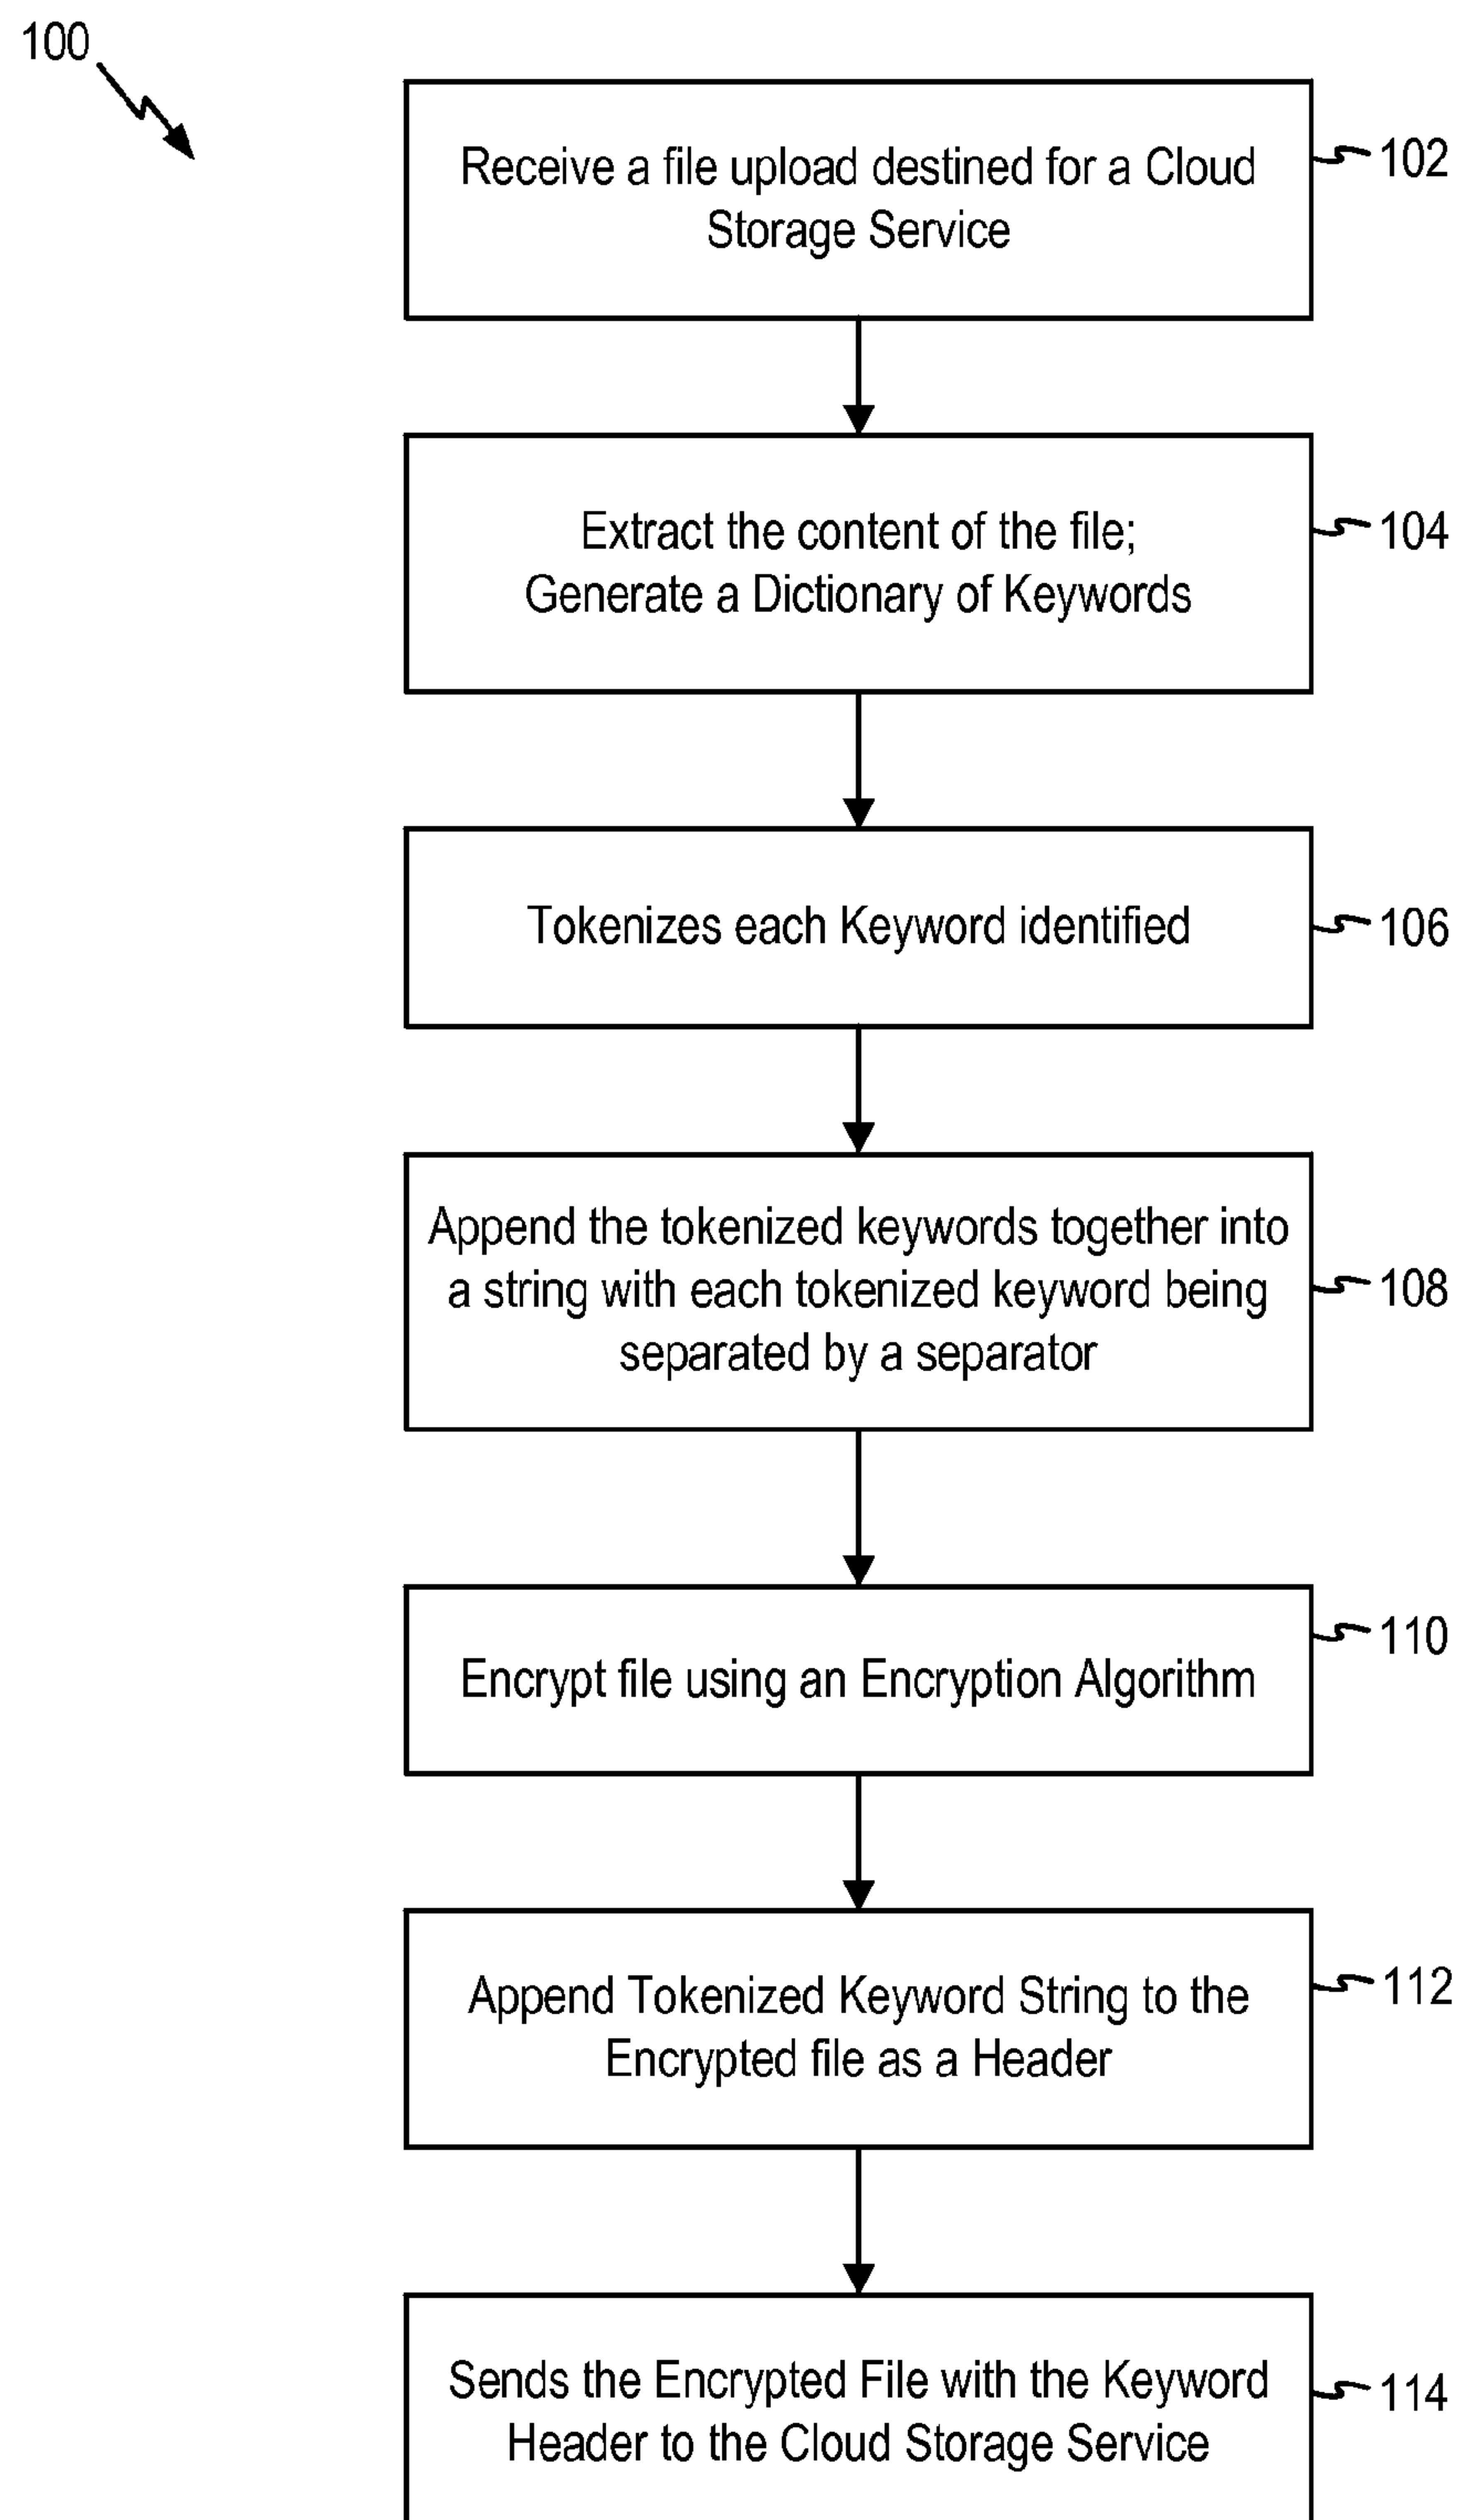 100
Receive a file upload destined for a Cloud
Storage Service
102
Extract the content of the file;
Generate a Dictionary of Keywords
104
Tokenizes each Keyword identified
106
Append the tokenized keywords together into
a string with each tokenized keyword being
separated by a separator
108
Encrypt file using an Encryption Algorithm
110
Append Tokenized Keyword String to the
Encrypted file as a Header
112
Sends the Encrypted File with the Keyword
Header to the Cloud Storage Service
114